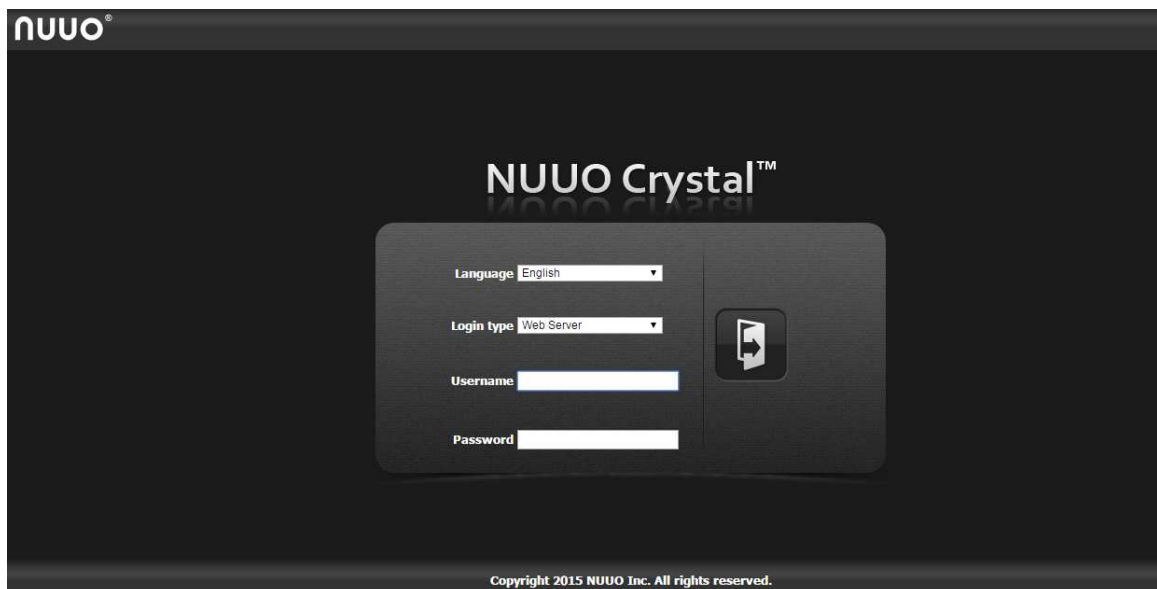 nuuo®
NUUO Crystal™
Language English
Login type Web Server
Username
Password
Copyright 2015 NUUO Inc. All rights reserved.